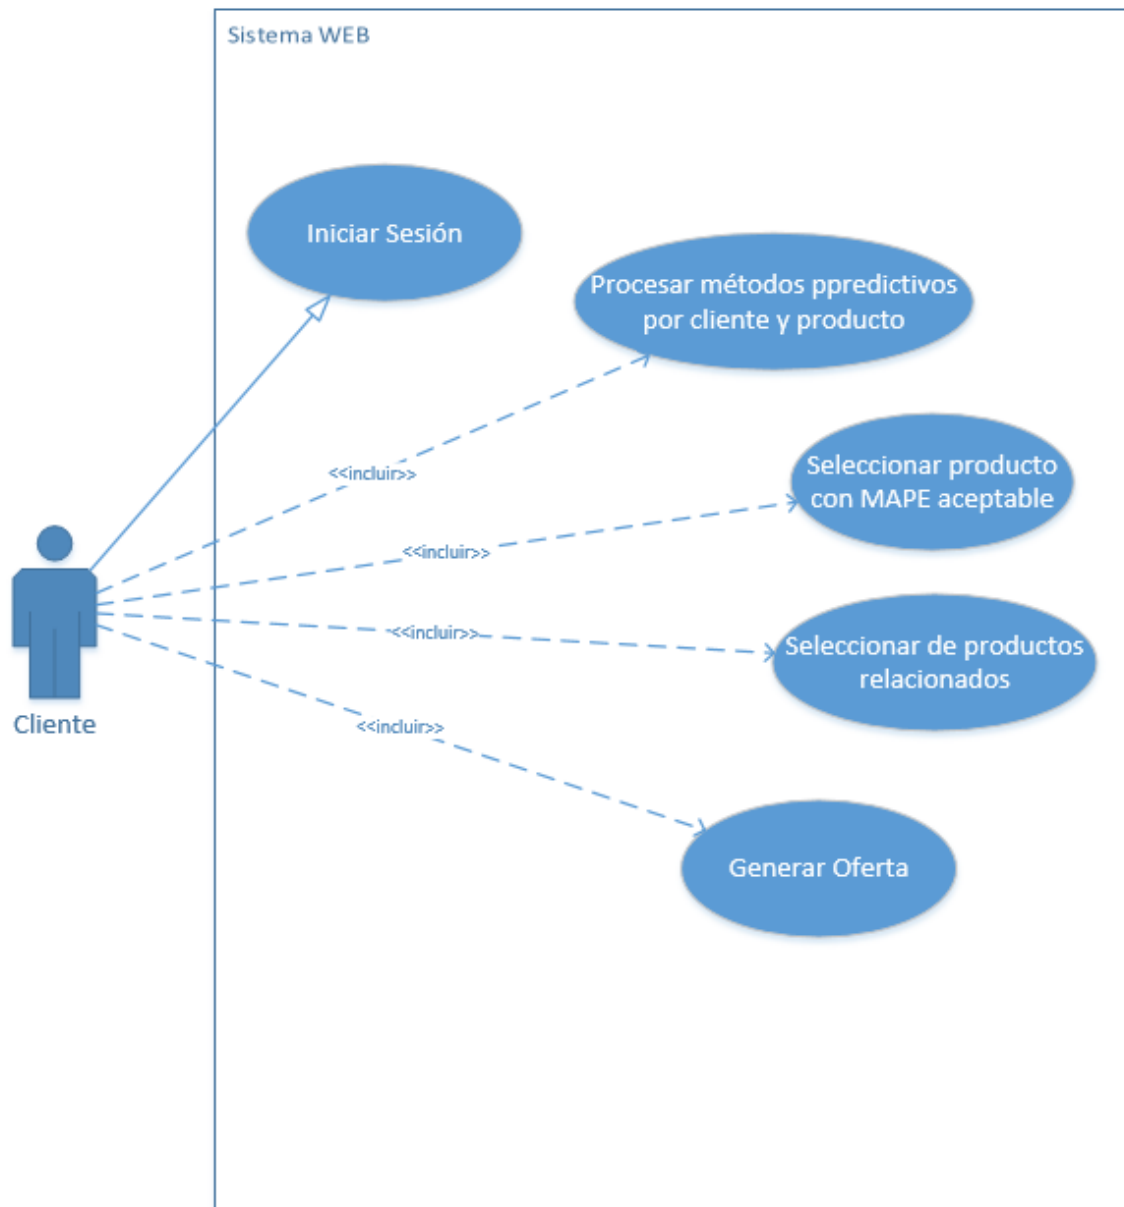 Sistema WEB
Iniciar Sesión
Procesar métodos ppredictivos
por cliente y producto
<<incluir>>
Seleccionar producto
con MAPE aceptable
<<incluir>>
<<incluir>>
Seleccionar de productos
relacionados
Cliente
<<incluir>>
Generar Oferta